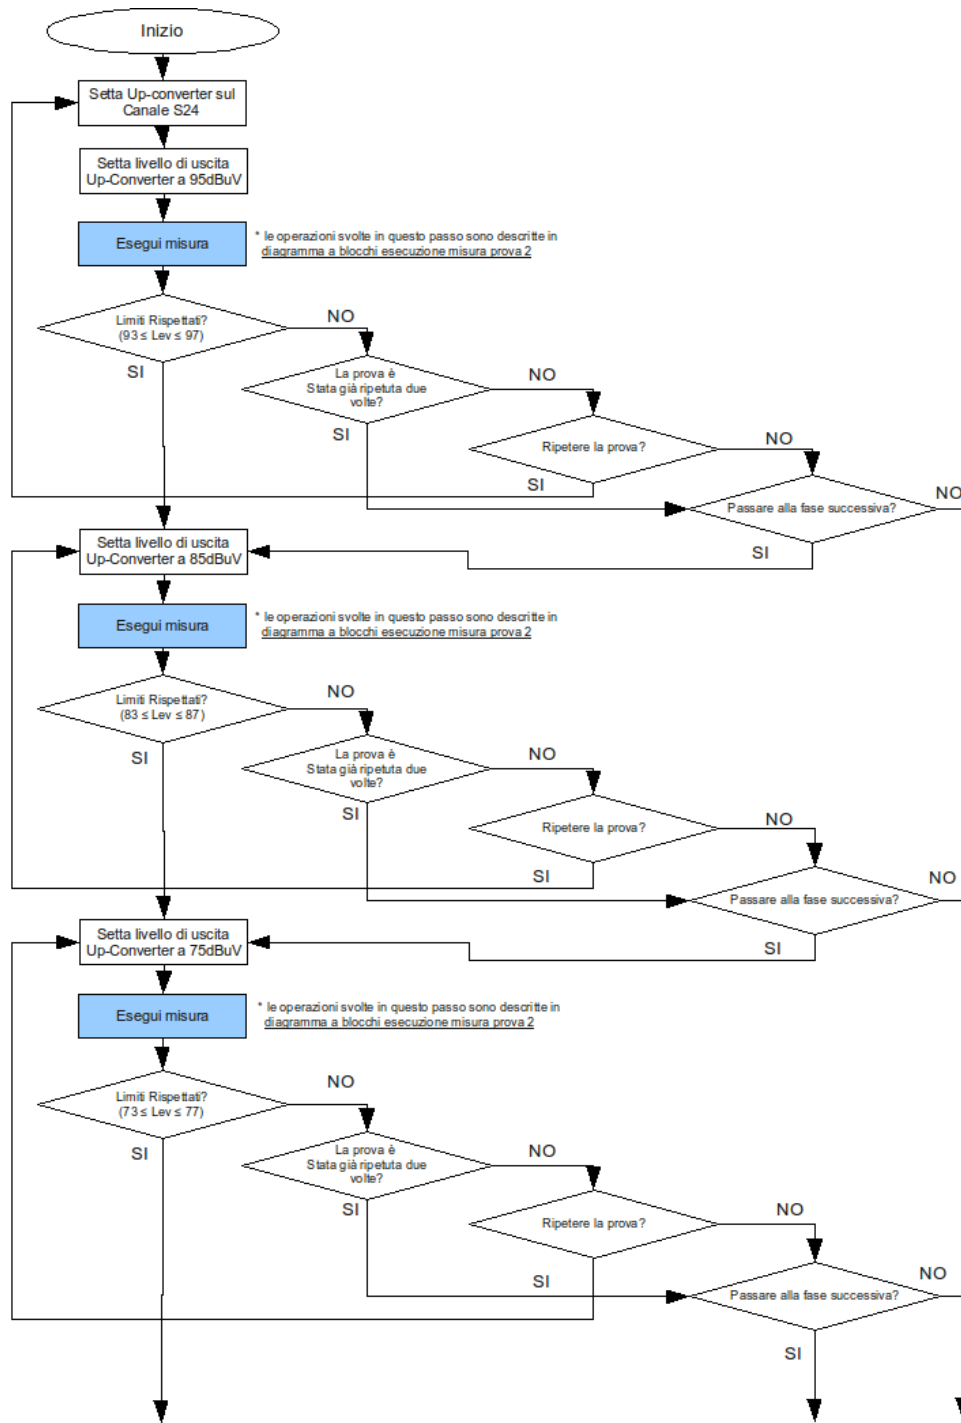 Inizio
Setta Up-converter sul
Canale S24
Setta livello di uscita
Up-Converter a 95dBuV
Esegui misura
* le operazioni svolte in questo passo sono descritte in
diagramma a blocchi esecuzione misura prova 2
Limiti Rispettati?
(93 ≤ Lev ≤ 97)
NO
SI
La prova è
Stata già ripetuta due
volte?
NO
SI
Ripetere la prova?
NO
SI
Passare alla fase successiva?
NO
SI
Setta livello di uscita
Up-Converter a 85dBuV
Esegui misura
* le operazioni svolte in questo passo sono descritte in
diagramma a blocchi esecuzione misura prova 2
Limiti Rispettati?
(83 ≤ Lev ≤ 87)
NO
SI
La prova è
Stata già ripetuta due
volte?
NO
SI
Ripetere la prova?
NO
SI
Passare alla fase successiva?
NO
SI
Setta livello di uscita
Up-Converter a 75dBuV
Esegui misura
* le operazioni svolte in questo passo sono descritte in
diagramma a blocchi esecuzione misura prova 2
Limiti Rispettati?
(73 ≤ Lev ≤ 77)
NO
SI
La prova è
Stata già ripetuta due
volte?
NO
SI
Ripetere la prova?
NO
SI
Passare alla fase successiva?
NO
SI